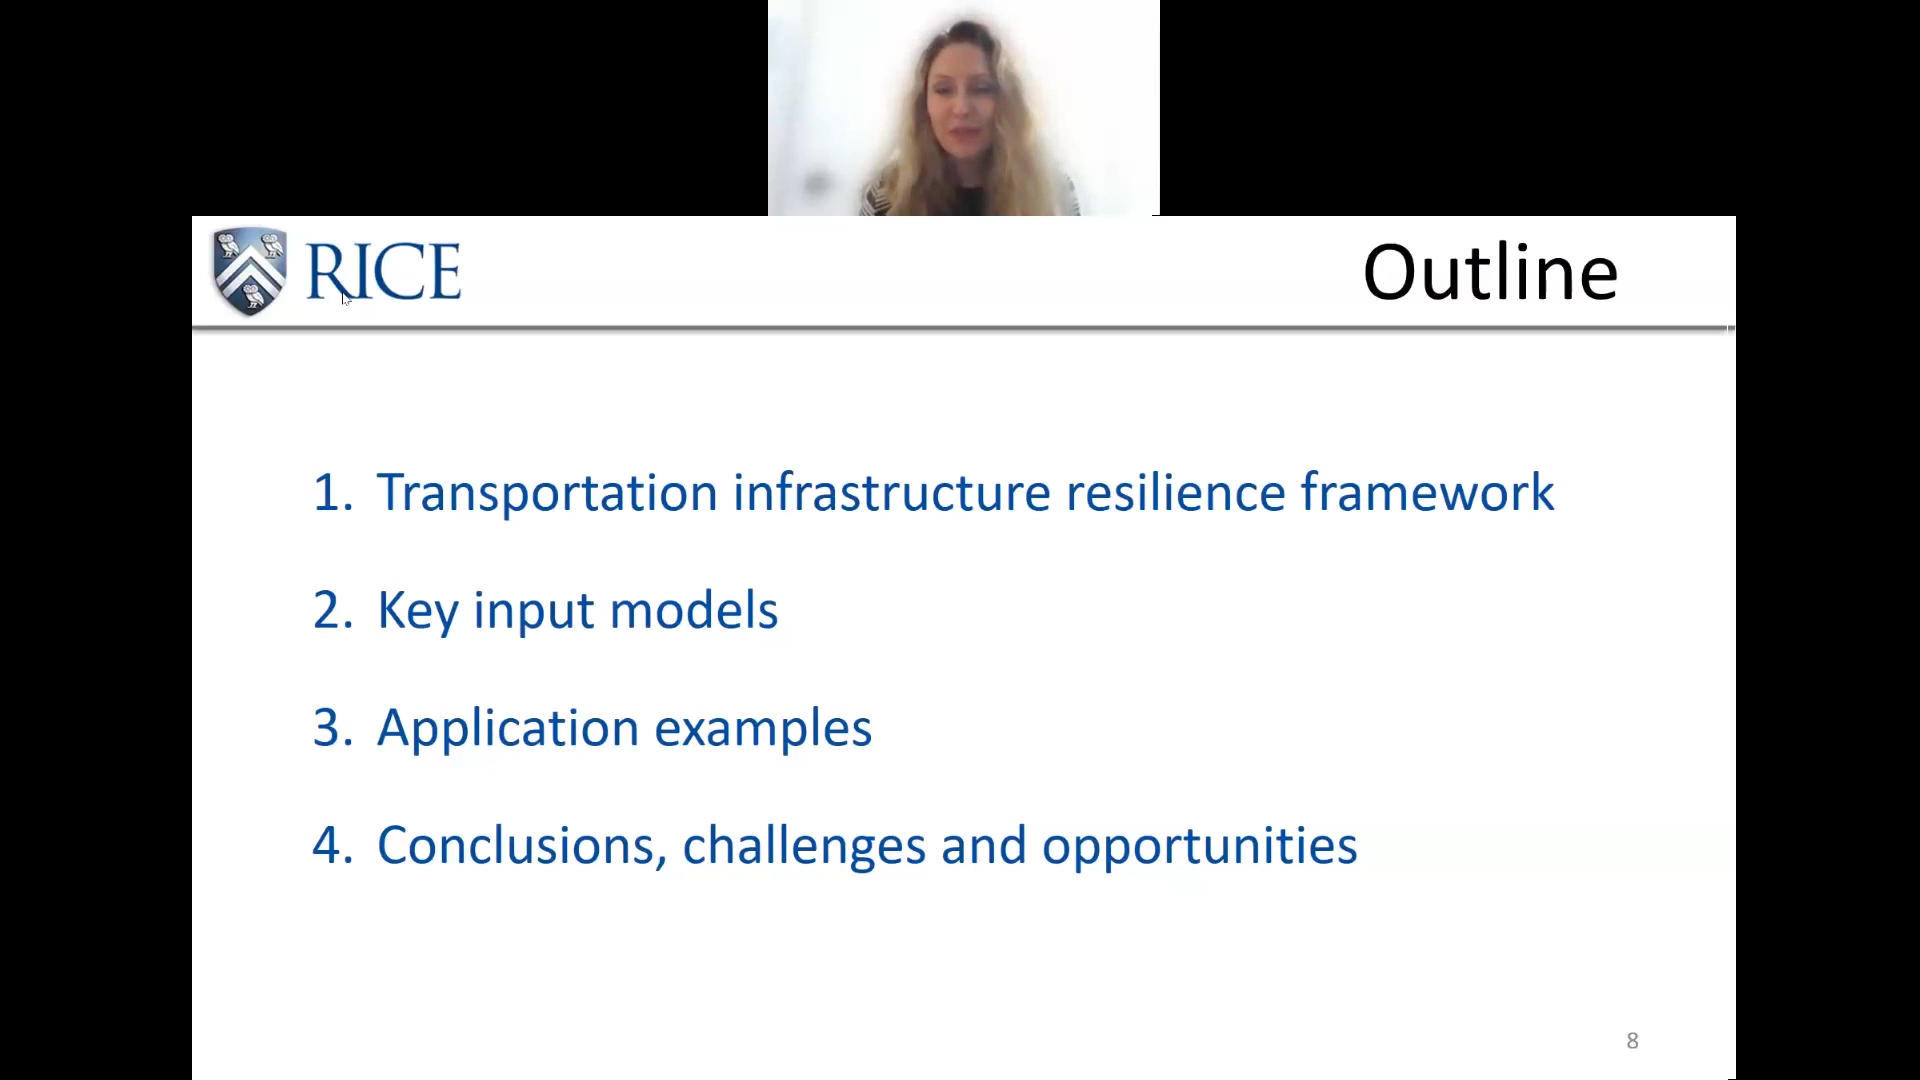 RICE
Outline
1. Transportation infrastructure resilience framework
2. Key input models
3. Application examples
4. Conclusions, challenges and opportunities
8